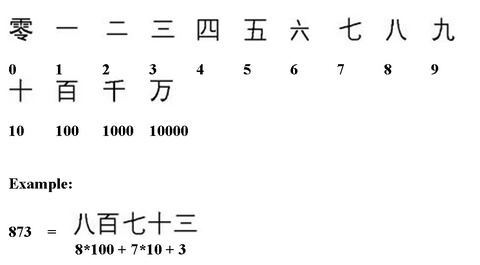 零 一 二 三 四 五 六 七 八 九
0 1 2 3 4 5 6 7 8 9
十 百 千 万
10 100 1000 10000
Example:
873 = 八百七十三
8*100 + 7*10 + 3